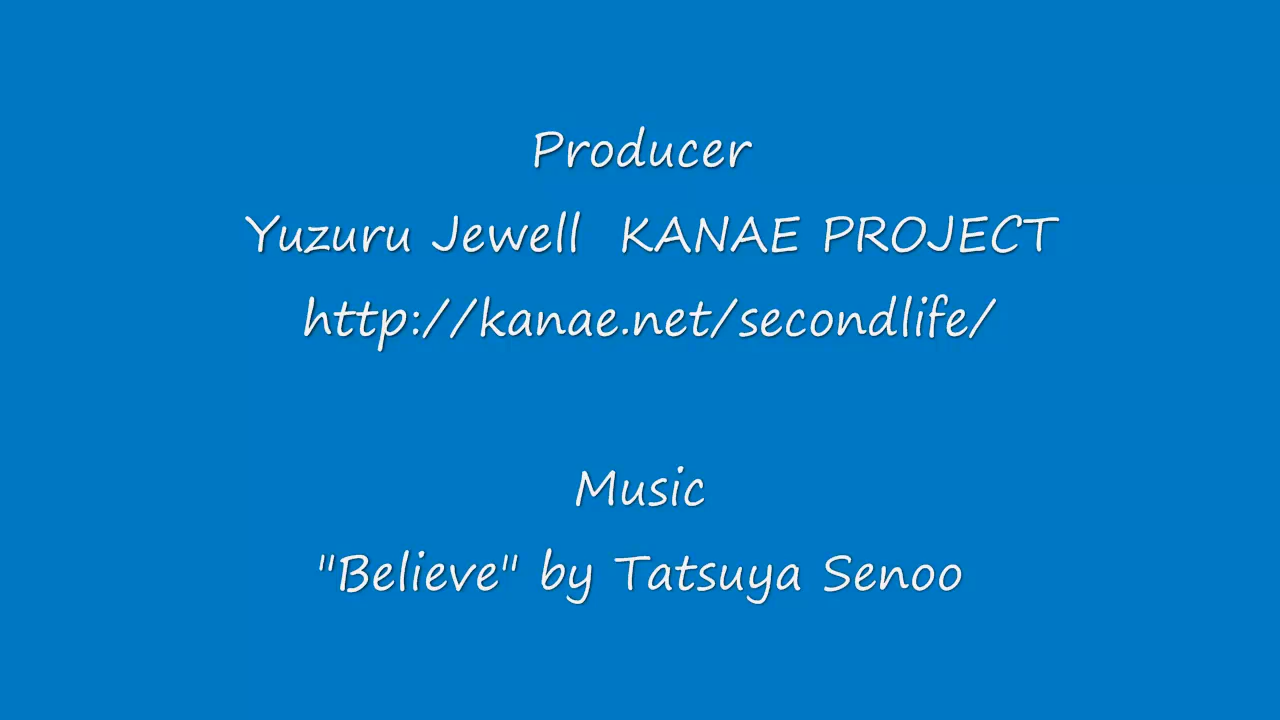 Producer
Yuzuru Jewell  KANAE PROJECT
http://kanae.net/secondlife/
Music
"Believe" by Tatsuya Senoo